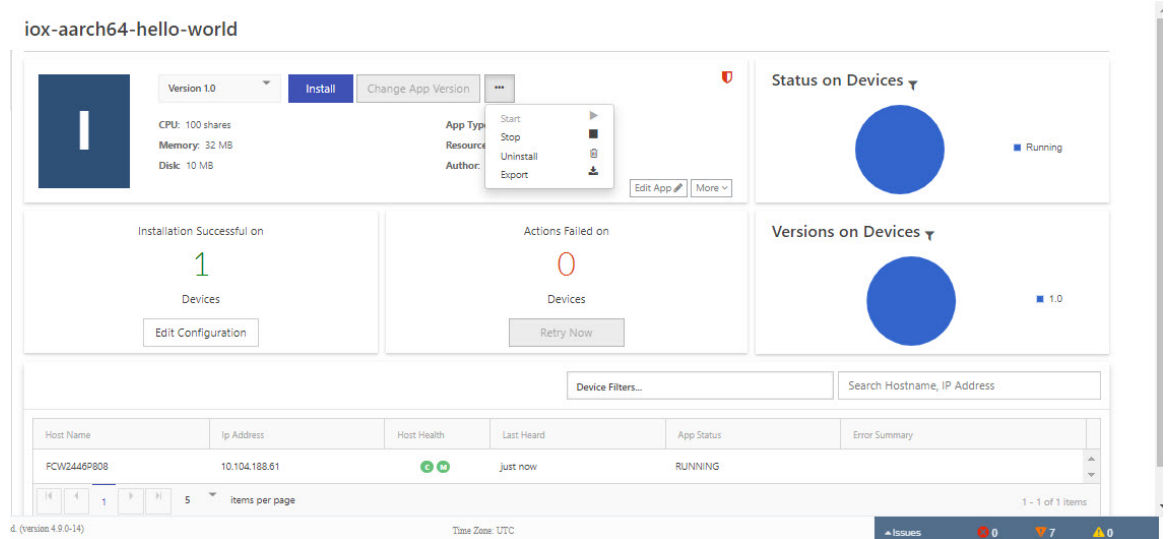 iox-aarch64-hello-world
I
Version 1.0
Install
Change App Version
CPU: 100 shares
Memory: 32 MB
Disk: 10 MB
App Typ
Resource
Author:
Start
Stop
Uninstall
Export
Edit App
More
Status on Devices
Running
Installation Successful on
1
Devices
Edit Configuration
Actions Failed on
0
Devices
Retry Now
Versions on Devices
1.0
Device Filters...
Search Hostname, IP Address
Host Name Ip Address Host Health Last Heard App Status Error Summary
FCW2446P808 10.104.188.61 C M just now RUNNING
1 5 items per page 1 - 1 of 1 items
d. (version 4.9.0-14) Time Zone: UTC Issues 0 7 0